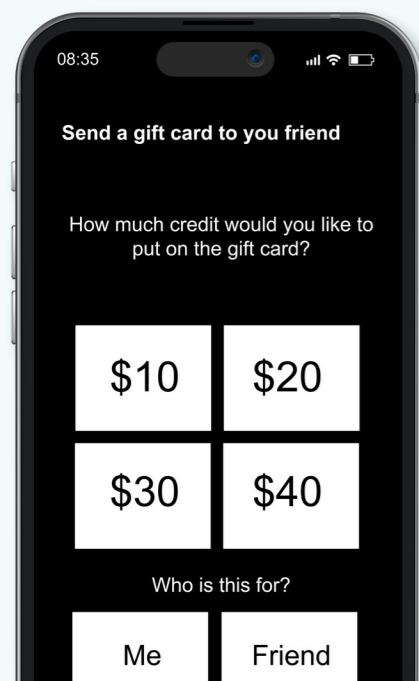 08:35
Send a gift card to you friend
How much credit would you like to
put on the gift card?
$10 $20
$30 $40
Who is this for?
Me Friend